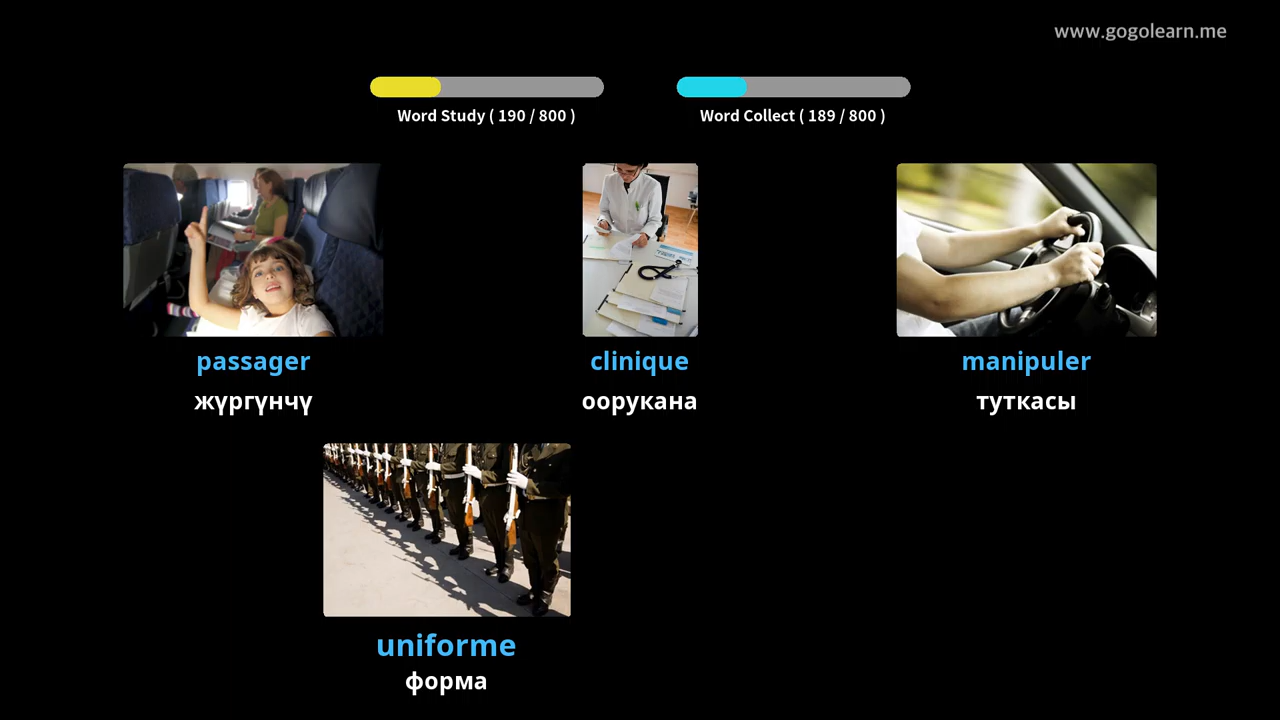 www.gogolearn.me
Word Study ( 190 / 800 )
Word Collect ( 189 / 800 )
passager
clinique
manipuler
жүргүнчү
оорукана
туткасы
uniforme
форма